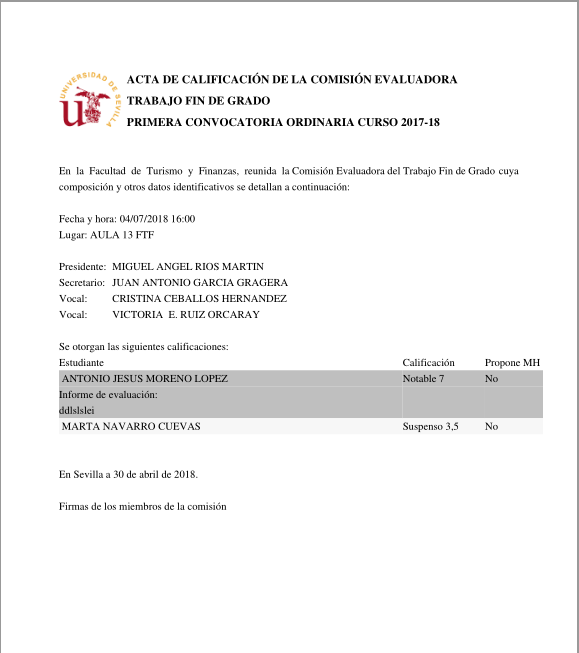 UNIVERSIDAD DE SEVILLA
ACTA DE CALIFICACIÓN DE LA COMISIÓN EVALUADORA
TRABAJO FIN DE GRADO
PRIMERA CONVOCATORIA ORDINARIA CURSO 2017-18
En la Facultad de Turismo y Finanzas, reunida la Comisión Evaluadora del Trabajo Fin de Grado cuya
composición y otros datos identificativos se detallan a continuación:
Fecha y hora: 04/07/2018 16:00
Lugar: AULA 13 FTF
Presidente: MIGUEL ANGEL RIOS MARTIN
Secretario: JUAN ANTONIO GARCIA GRAGERA
Vocal: CRISTINA CEBALLOS HERNANDEZ
Vocal: VICTORIA E. RUIZ ORCARAY
Se otorgan las siguientes calificaciones:
Estudiante Calificación Propone MH
ANTONIO JESUS MORENO LOPEZ Notable 7 No
Informe de evaluación:
ddlslslei
MARTA NAVARRO CUEVAS Suspenso 3,5 No
En Sevilla a 30 de abril de 2018.
Firmas de los miembros de la comisión